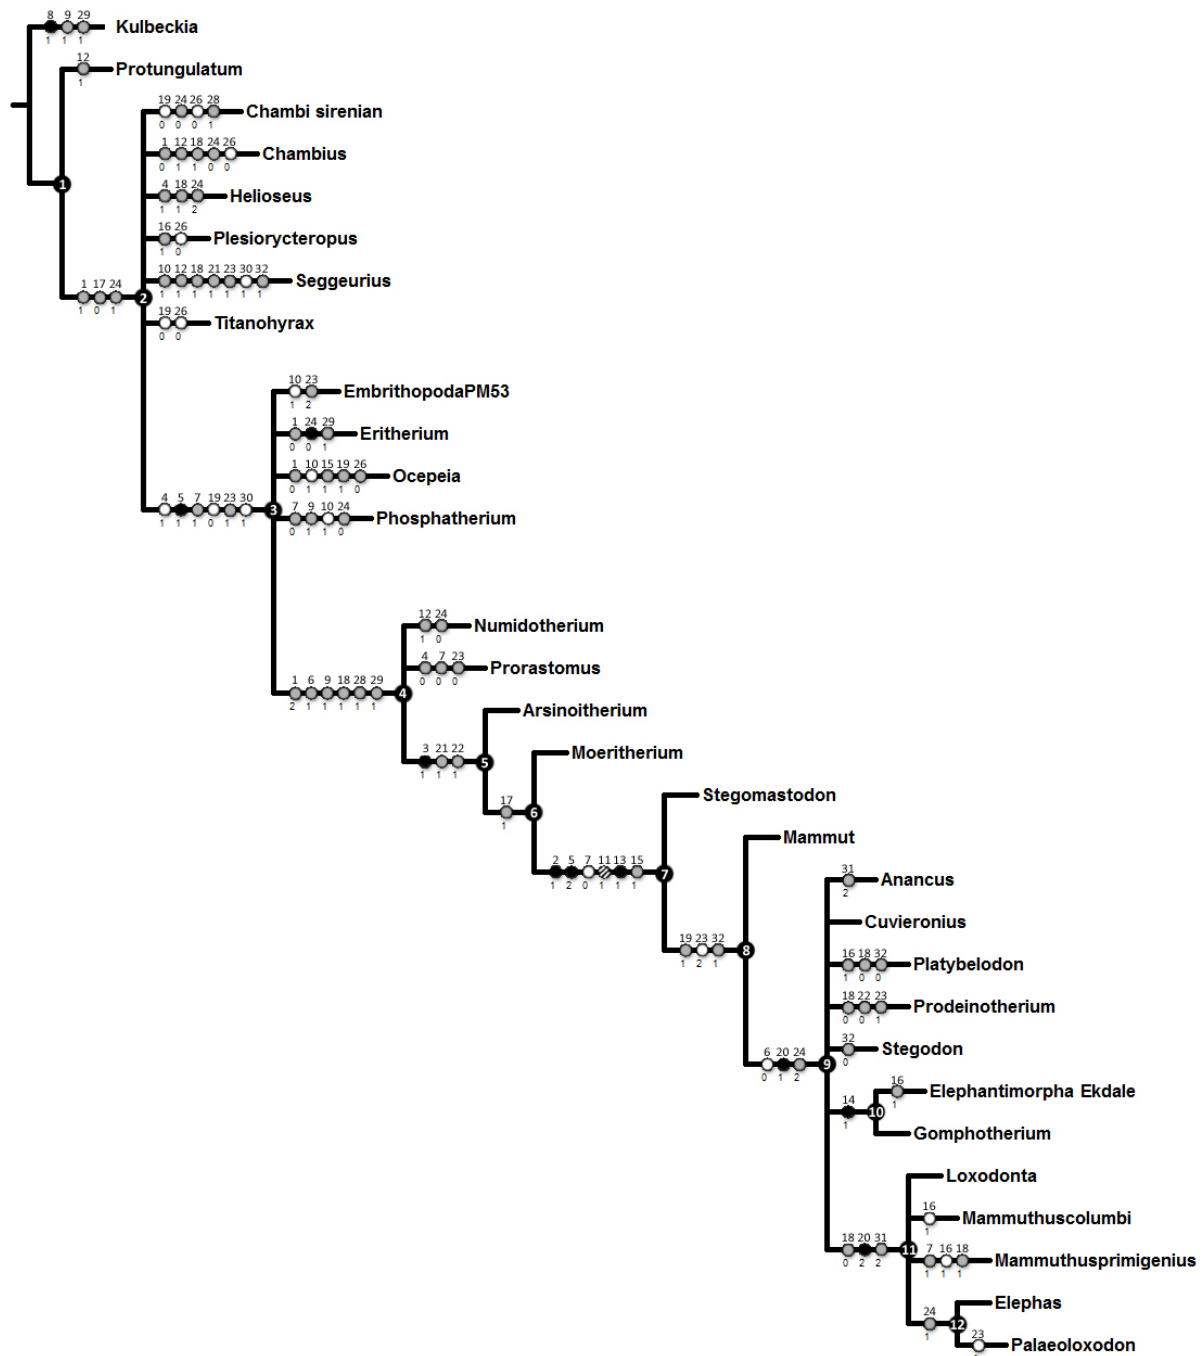 8 9 29
Kulbeckia
1 1 1
12
Protungulatum
1
19 24 26 28
Chambi sirenian
0 0 0 1
1 12 18 24 26
Chambius
0 1 1 0 0
4 18 24
Helioseus
1 1 2
16 26
Plesiorycteropus
1 0
10 12 18 21 23 30 32
Seggeurius
1 1 1 1 1 1 1
1 17 24
2
1 0 1
1
19 26
Titanohyrax
0 0
10 23
EmbrithopodaPM53
1 2
1 24 29
Eritherium
0 0 1
1 10 15 19 26
Ocepeia
0 1 1 1 0
4 5 7 19 23 30
3
1 1 1 0 1 1
7 9 10 24
Phosphatherium
0 1 1 0
12 24
Numidotherium
1 0
4 7 23
Prorastomus
0 0 0
1 6 9 18 28 29
4
2 1 1 1 1 1
Arsinoitherium
3 21 22
5
1 1 1
Moeritherium
17
6
1
Stegomastodon
2 5 7 11 13 15
7
1 2 0 1 1 1
Mammut
19 23 32
8
1 2 1
31
Anancus
2
Cuvieronius
16 18 32
Platybelodon
1 0 0
18 22 23
Prodeinotherium
0 0 1
32
Stegodon
0
6 20 24
9
0 1 2
16
Elephantimorpha Ekdale
1
14
10
1
Gomphotherium
Loxodonta
16
Mammuthuscolumbi
1
18 20 31
11
0 2 2
7 16 18
Mammuthusprimigenius
1 1 1
Elephas
24
12
1
23
Palaeoloxodon